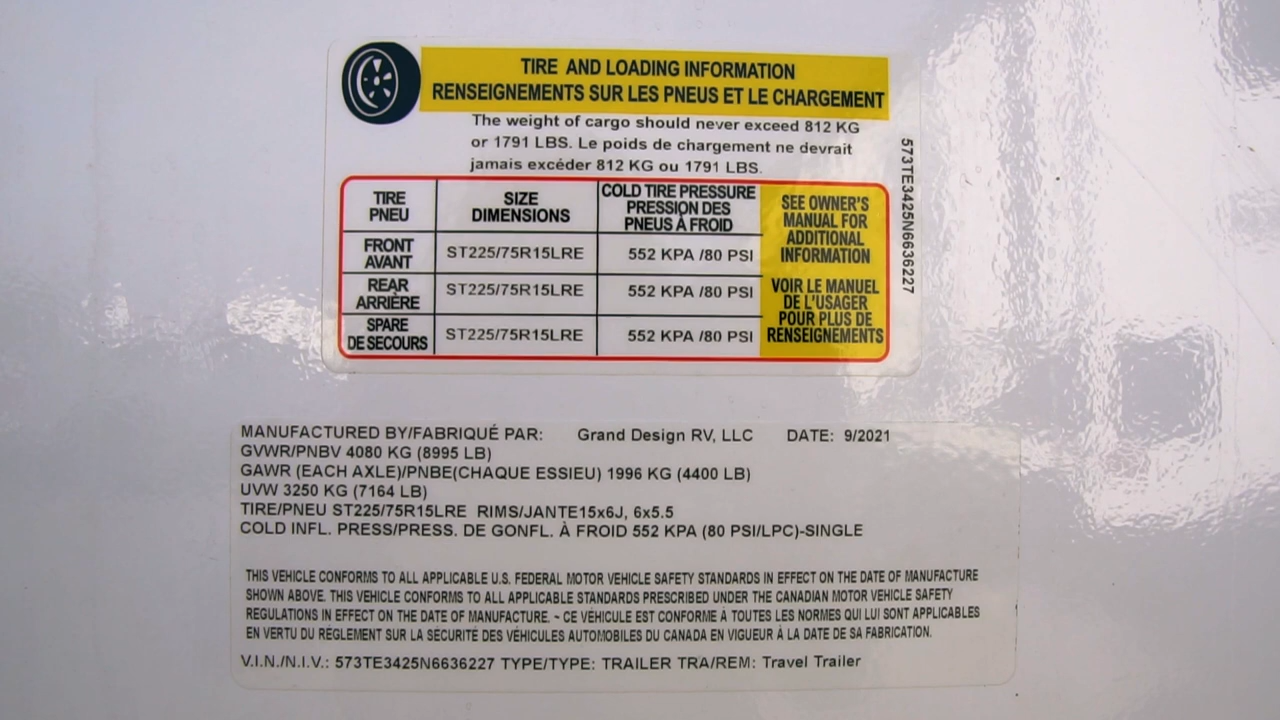 TIRE AND LOADING INFORMATION
RENSEIGNEMENTS SUR LES PNEUS ET LE CHARGEMENT
The weight of cargo should never exceed 812 KG
or 1791 LBS. Le poids de chargement ne devrait
jamais excéder 812 KG ou 1791 LBS.
TIRE
PNEU
SIZE
DIMENSIONS
COLD TIRE PRESSURE
PRESSION DES
PNEUS À FROID
FRONT
AVANT
ST225/75R15LRE
552 KPA /80 PSI
REAR
ARRIÈRE
ST225/75R15LRE
552 KPA /80 PSI
SPARE
DE SECOURS
ST225/75R15LRE
552 KPA /80 PSI
SEE OWNER'S
MANUAL FOR
ADDITIONAL
INFORMATION
VOIR LE MANUEL
DE L'USAGER
POUR PLUS DE
RENSEIGNEMENTS
573TE3425N6636227
MANUFACTURED BY/FABRIQUÉ PAR: Grand Design RV, LLC DATE: 9/2021
GVWR/PNBV 4080 KG (8995 LB)
GAWR (EACH AXLE)/PNBE(CHAQUE ESSIEU) 1996 KG (4400 LB)
UVW 3250 KG (7164 LB)
TIRE/PNEU ST225/75R15LRE RIMS/JANTE15x6J, 6x5.5
COLD INFL. PRESS/PRESS. DE GONFL. À FROID 552 KPA (80 PSI/LPC)-SINGLE
THIS VEHICLE CONFORMS TO ALL APPLICABLE U.S. FEDERAL MOTOR VEHICLE SAFETY STANDARDS IN EFFECT ON THE DATE OF MANUFACTURE
SHOWN ABOVE. THIS VEHICLE CONFORMS TO ALL APPLICABLE STANDARDS PRESCRIBED UNDER THE CANADIAN MOTOR VEHICLE SAFETY
REGULATIONS IN EFFECT ON THE DATE OF MANUFACTURE. ~ CE VÉHICULE EST CONFORME À TOUTES LES NORMES QUI LUI SONT APPLICABLES
EN VERTU DU RÈGLEMENT SUR LA SÉCURITÉ DES VÉHICULES AUTOMOBILES DU CANADA EN VIGUEUR À LA DATE DE SA FABRICATION.
V.I.N./N.I.V.: 573TE3425N6636227 TYPE/TYPE: TRAILER TRA/REM: Travel Trailer